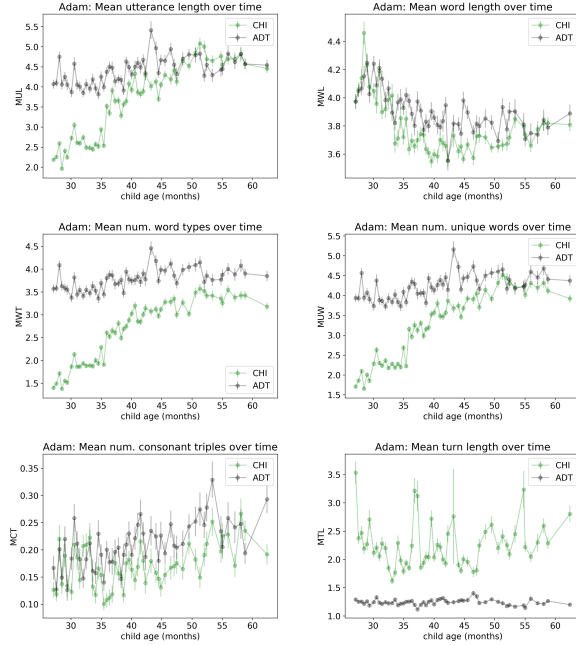 Adam: Mean utterance length over time
5.5
5.0
4.5
4.0
3.5
3.0
2.5
2.0
MUL
CHI
ADT
30 35 40 45 50 55 60
child age (months)
Adam: Mean word length over time
4.4
4.2
4.0
3.8
3.6
MWL
CHI
ADT
30 35 40 45 50 55 60
child age (months)
Adam: Mean num. word types over time
4.5
4.0
3.5
3.0
2.5
2.0
1.5
MWT
CHI
ADT
30 35 40 45 50 55 60
child age (months)
Adam: Mean num. unique words over time
5.5
5.0
4.5
4.0
3.5
3.0
2.5
2.0
1.5
MUW
CHI
ADT
30 35 40 45 50 55 60
child age (months)
Adam: Mean num. consonant triples over time
0.35
0.30
0.25
0.20
0.15
0.10
MCT
CHI
ADT
30 35 40 45 50 55 60
child age (months)
Adam: Mean turn length over time
3.5
3.0
2.5
2.0
1.5
1.0
MTL
CHI
ADT
30 35 40 45 50 55 60
child age (months)